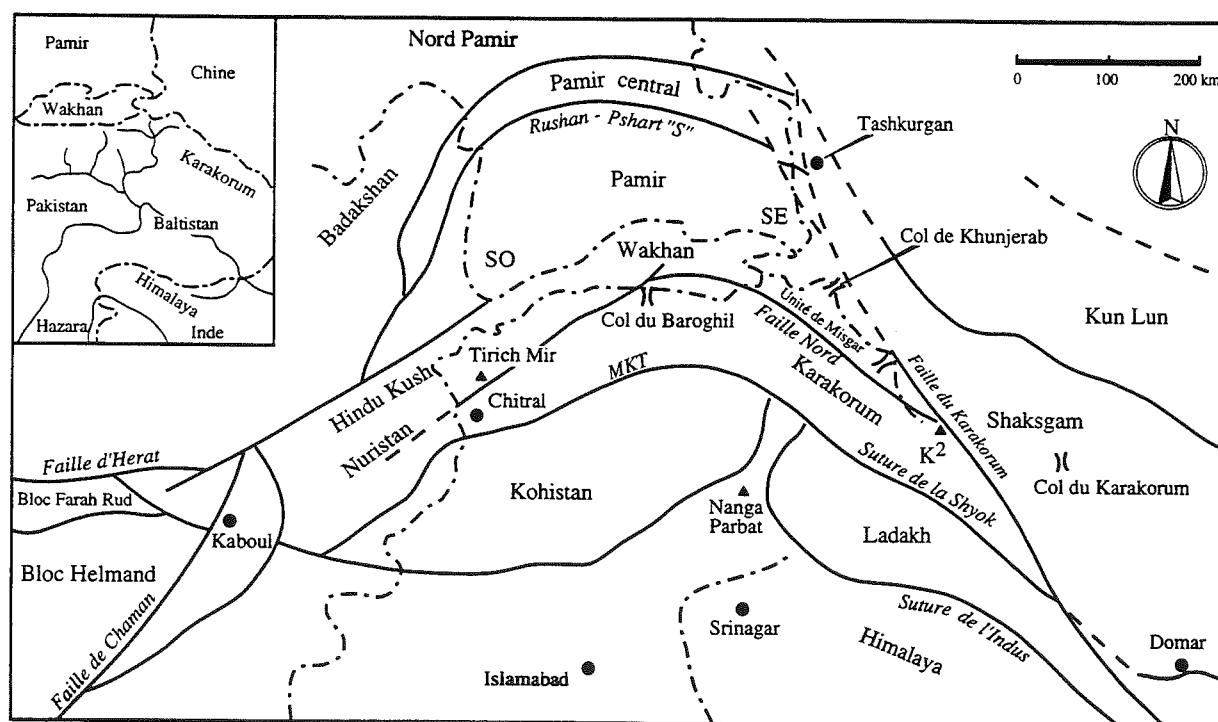 Pamir
Chine
Wakhan
Karakorum
Pakistan
Baltistan
Himalaya
Hazara
Inde
Nord Pamir
0 100 200 km
Pamir central
Rushan - Pshart "S"
Tashkurgan
N
Badakshan
Pamir
SE
SO
Wakhan
Col de Khunjerab
Col du Baroghil
Unité de Misgar
Faille Nord
Karakorum
Kun Lun
Tirich Mir
MKT
Hindu Kush
Chitral
Nuristan
Faille du Karakorum
Shaksgam
K2
Col du Karakorum
Suture de la Shyok
Faille d'Herat
Bloc Farah Rud
Kaboul
Kohistan
Nanga
Parbat
Ladakh
Bloc Helmand
Faille de Chaman
Srinagar
Suture de l'Indus
Himalaya
Domar
Islamabad